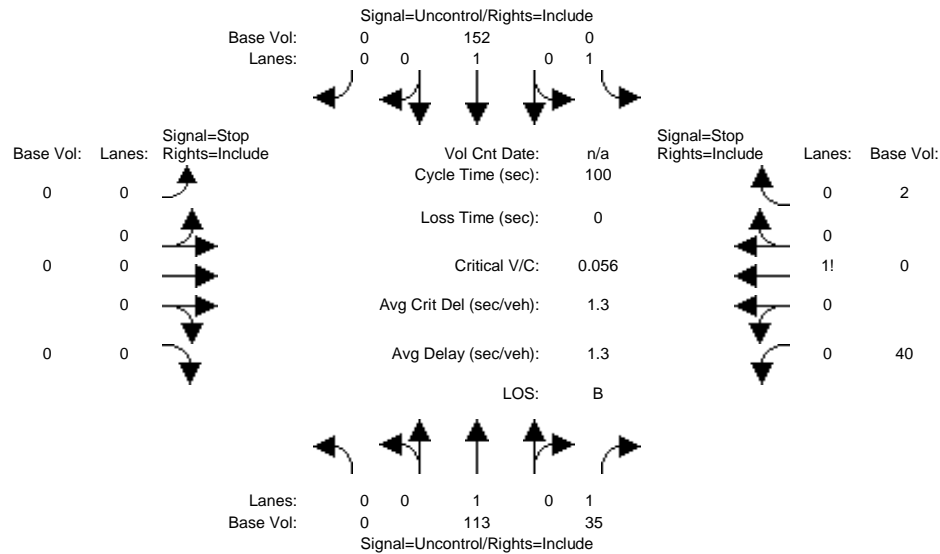 Signal=Uncontrol/Rights=Include
Base Vol: 0 152 0
Lanes: 0 0 1 0 1
Signal=Stop Signal=Stop
Base Vol: Lanes: Rights=Include Vol Cnt Date: n/a Rights=Include Lanes: Base Vol:
Cycle Time (sec): 100
0 0 0 2
Loss Time (sec): 0
0 0
0 0 Critical V/C: 0.056 1! 0
0 Avg Crit Del (sec/veh): 1.3 0
0 0 Avg Delay (sec/veh): 1.3 0 40
LOS: B
Lanes: 0 0 1 0 1
Base Vol: 0 113 35
Signal=Uncontrol/Rights=Include